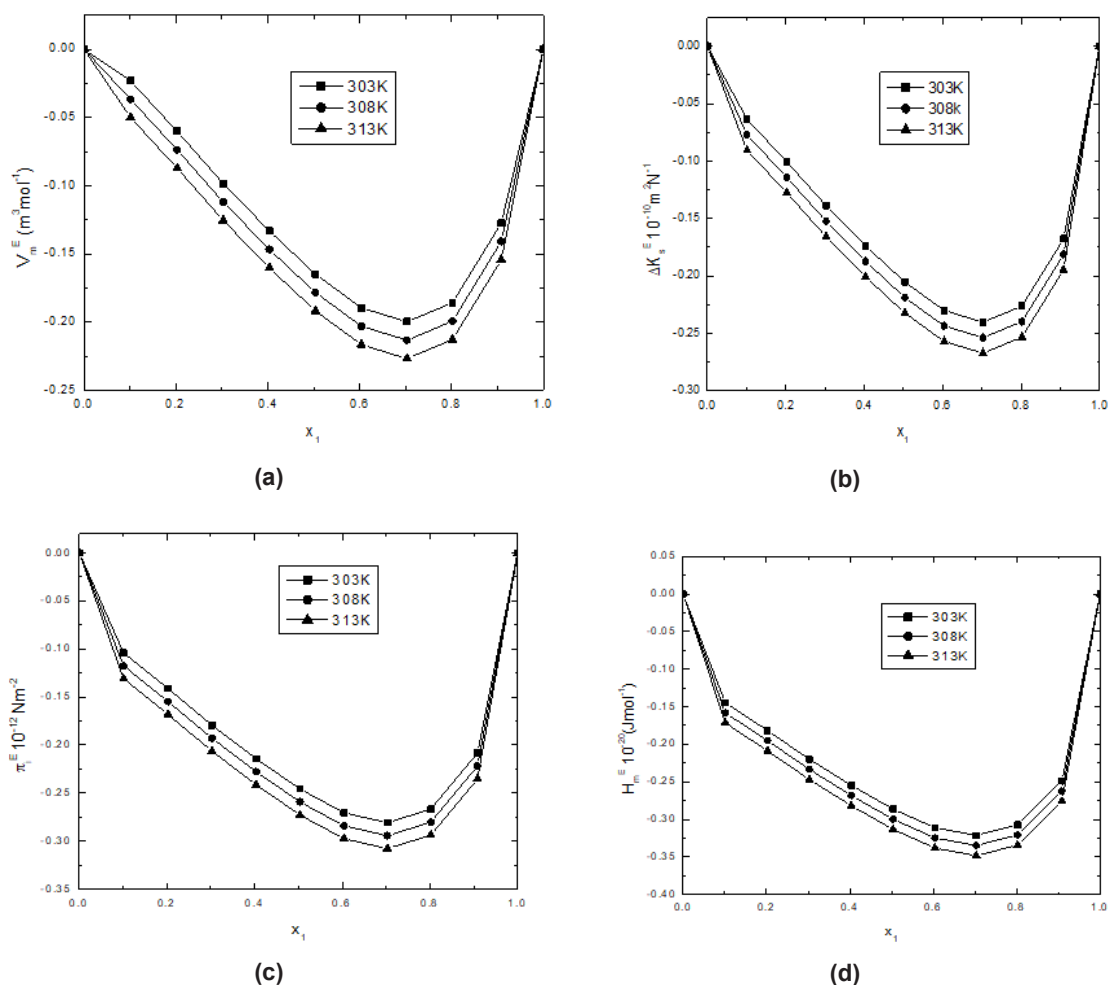 0.00
-0.05
-0.10
-0.15
-0.20
-0.25
V_m^E (m^3mol^-1)
303K
308K
313K
0.0 0.2 0.4 0.6 0.8 1.0
X_1
(a)
0.00
-0.05
-0.10
-0.15
-0.20
-0.25
-0.30
ΔK_s^E 10^-10 m^2N^-1
303K
308k
313K
0.0 0.2 0.4 0.6 0.8 1.0
X_1
(b)
0.00
-0.05
-0.10
-0.15
-0.20
-0.25
-0.30
-0.35
π_i^E 10^-12 Nm^-2
303K
308K
313K
0.0 0.2 0.4 0.6 0.8 1.0
X_1
(c)
0.05
0.00
-0.05
-0.10
-0.15
-0.20
-0.25
-0.30
-0.35
-0.40
H_m^E 10^-20 (Jmol^-1)
303K
308K
313K
0.0 0.2 0.4 0.6 0.8 1.0
X_1
(d)